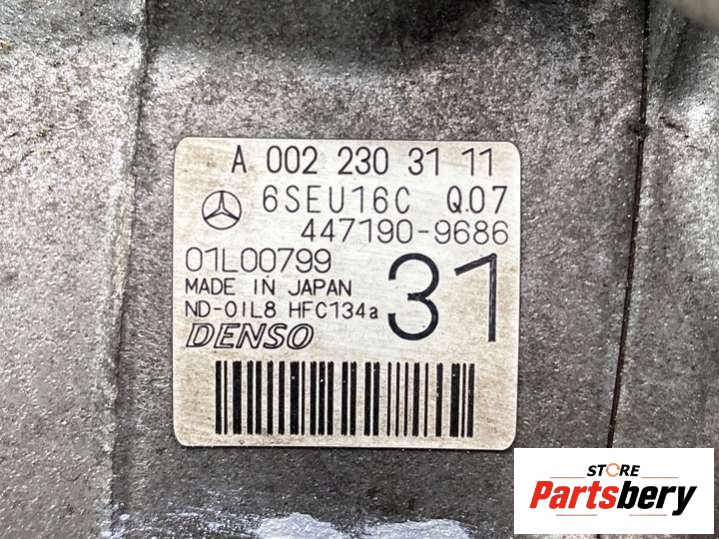 A 002 230 31 11
6SEU16C Q.07
447190-9686
01L00799
31
MADE IN JAPAN
ND-OIL8 HFC134a
DENSO
STORE
Partsbery